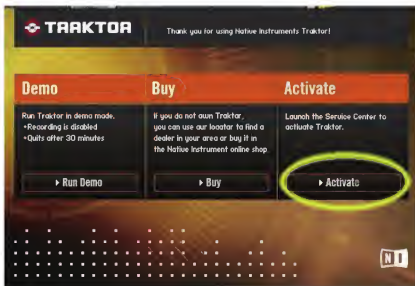 TRAKTOR
Thank you for using Native Instruments Traktor!
Demo
Buy
Activate
Run Traktor in demo mode.
•Recording is disabled
•Quits after 30 minutes
If you do not own Traktor,
you can use our locator to find a
dealer in your area or buy it in
the Native Instrument online shop
Launch the Service Center to
activate Traktor.
Run Demo
Buy
Activate
NI